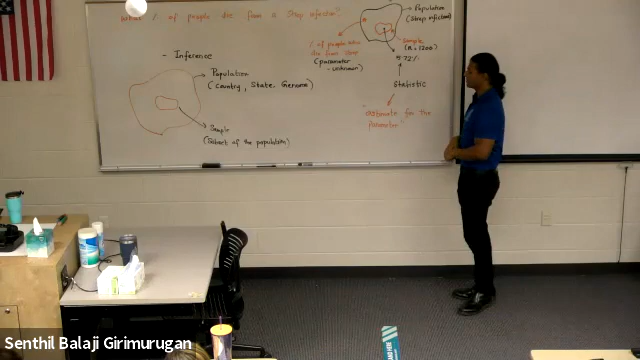 What % of people die from a Strep infection?
- Inference
Population
(Country, State, Genome)
Sample
(Subset of the population)
Population
(Strep infections)
Sample
(n = 1200)
% of people who
die from Strep
(parameter
- unknown)
Statistic
Estimate for the
Parameter
Senthil Balaji Girimurugan